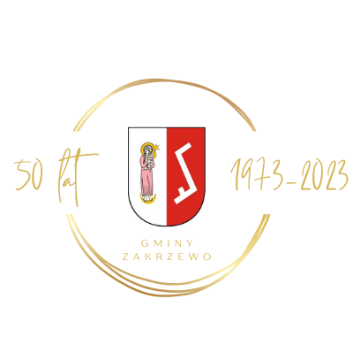 50 lat
1973-2023
GMINY
ZAKRZEWO